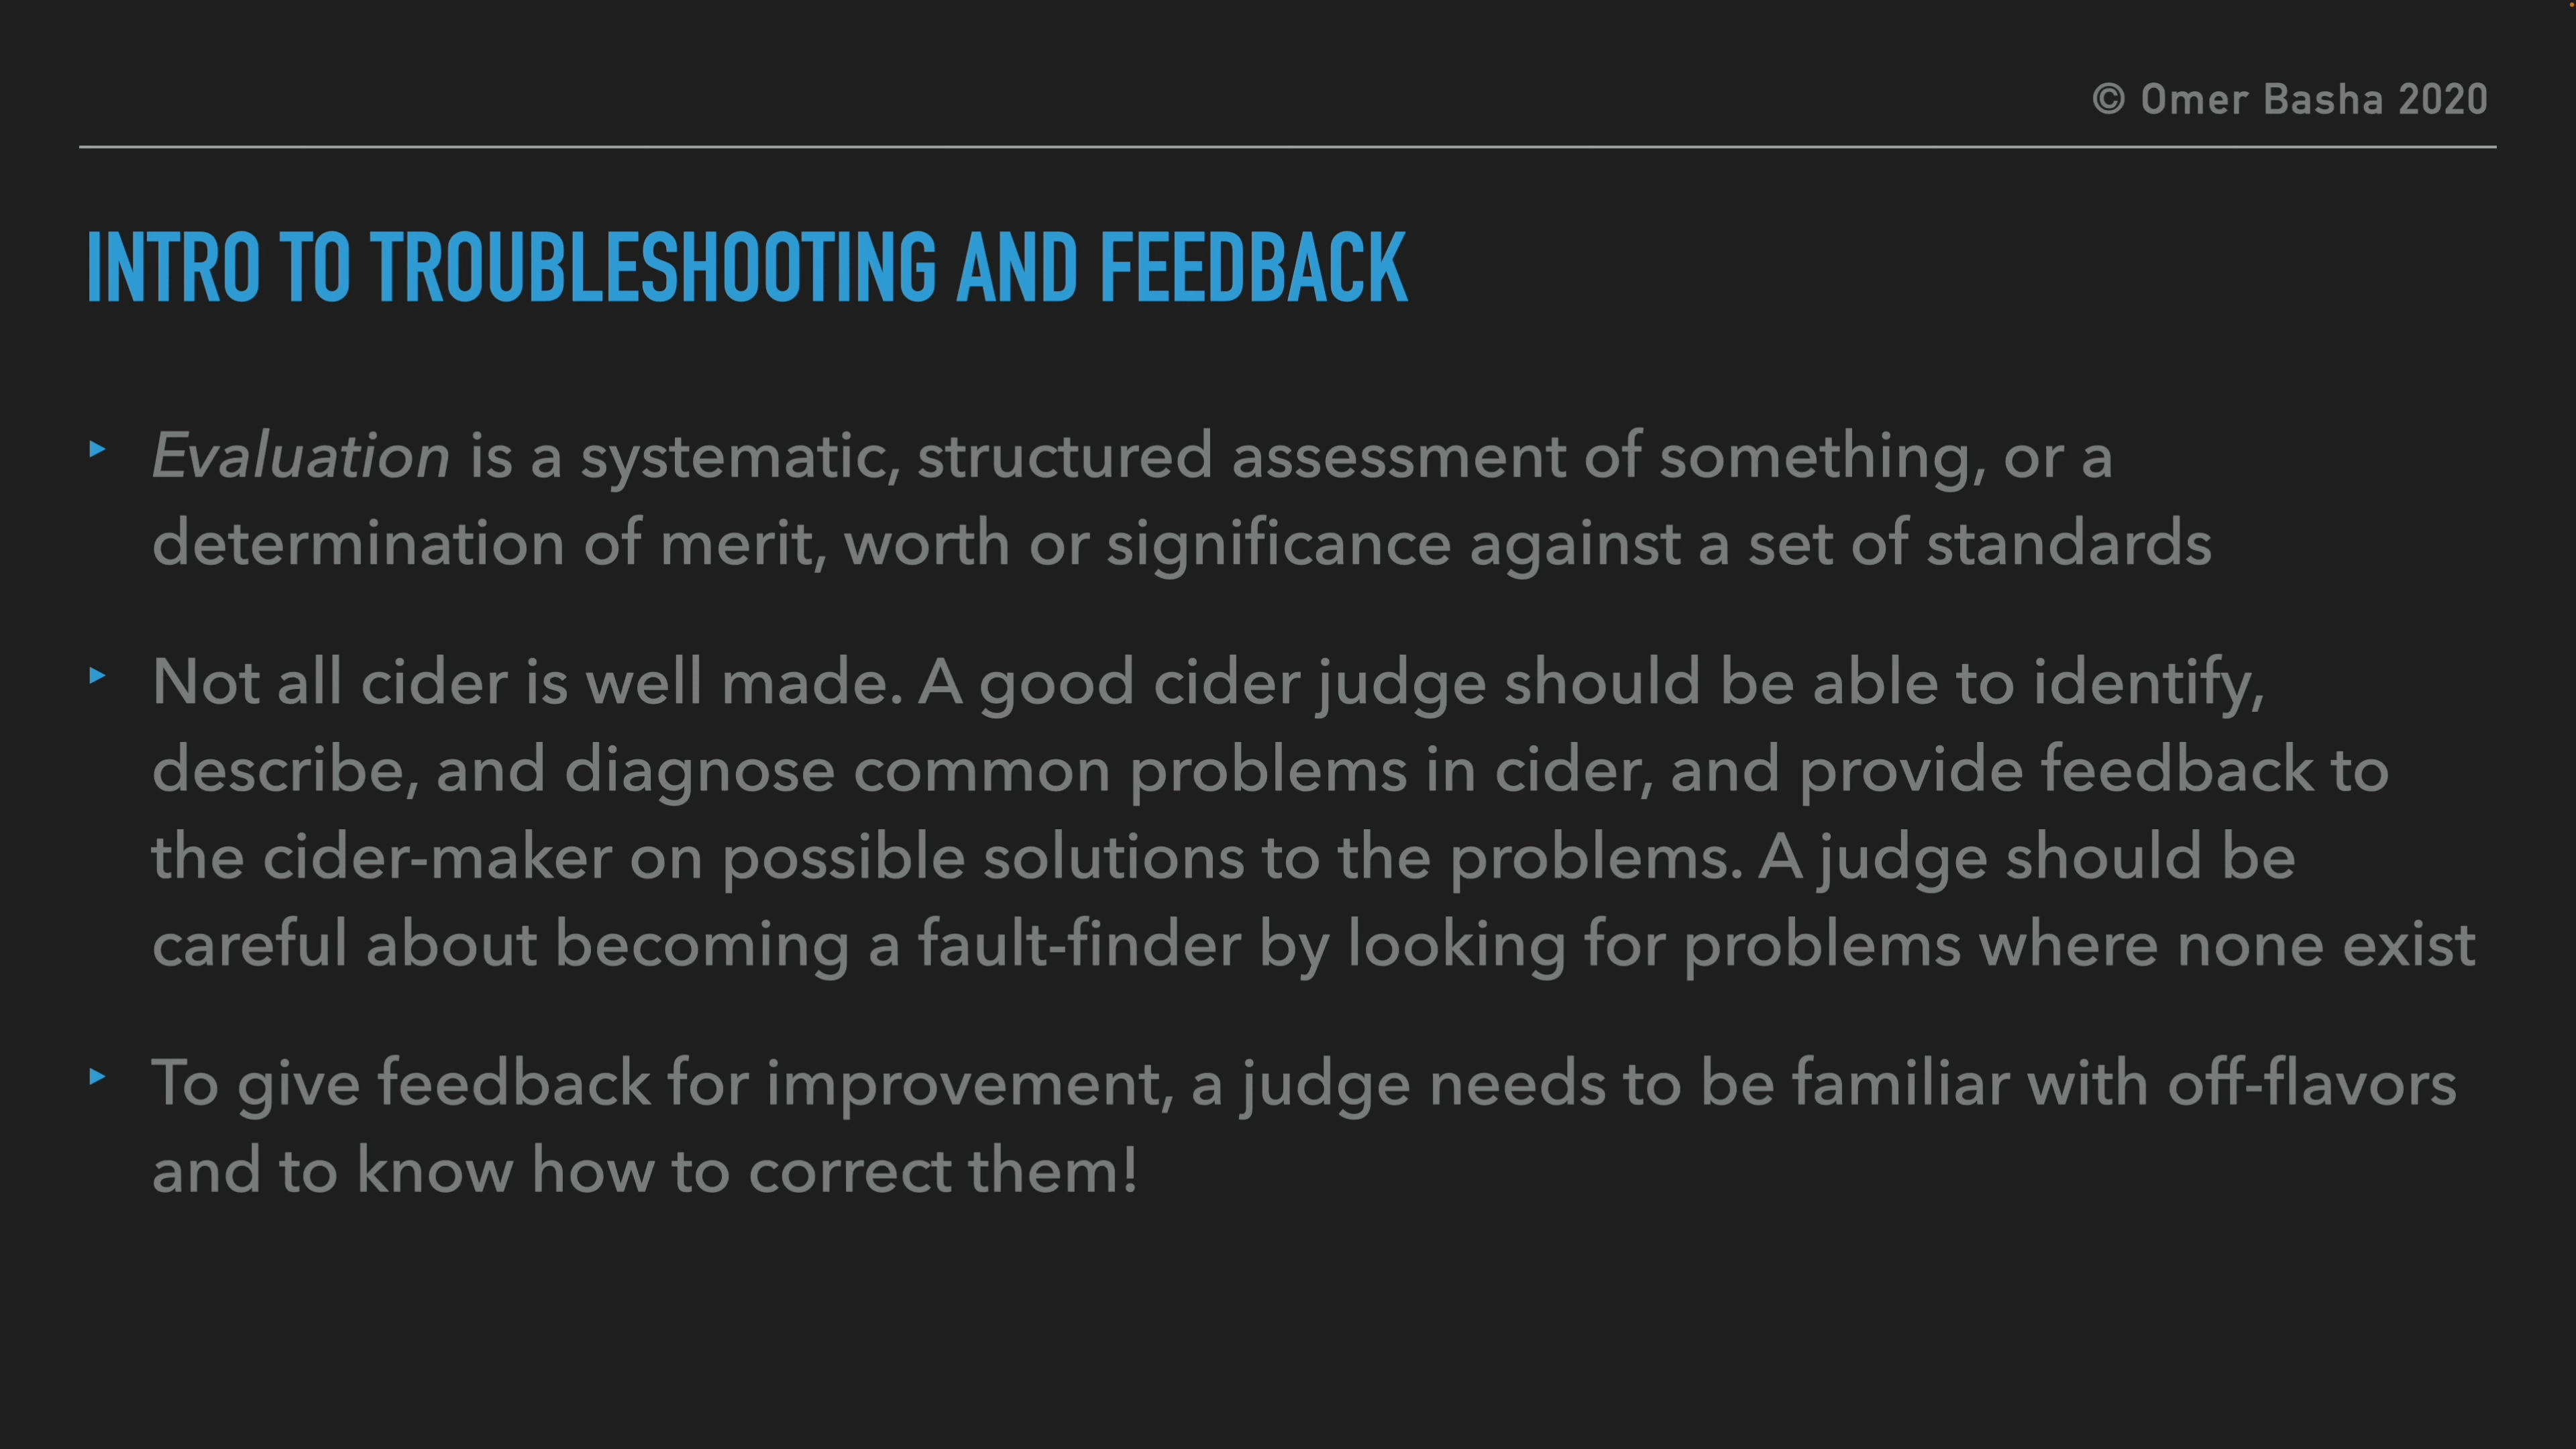 © Omer Basha 2020
INTRO TO TROUBLESHOOTING AND FEEDBACK
‣ Evaluation is a systematic, structured assessment of something, or a
determination of merit, worth or significance against a set of standards
‣ Not all cider is well made. A good cider judge should be able to identify,
describe, and diagnose common problems in cider, and provide feedback to
the cider-maker on possible solutions to the problems. A judge should be
careful about becoming a fault-finder by looking for problems where none exist
‣ To give feedback for improvement, a judge needs to be familiar with off-flavors
and to know how to correct them!